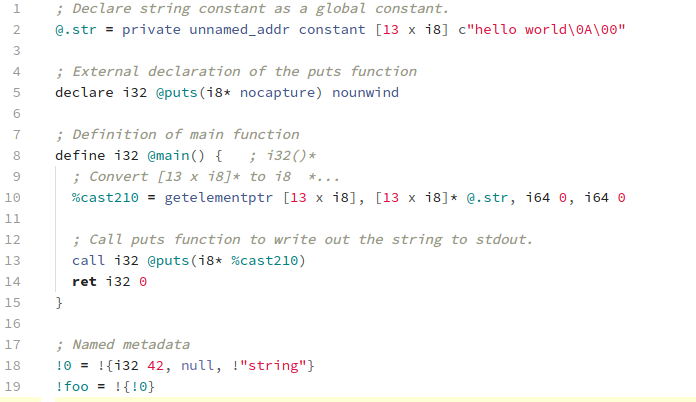 1 ; Declare string constant as a global constant.
2 @.str = private unnamed_addr constant [13 x i8] c"hello world\0A\00"
3
4 ; External declaration of the puts function
5 declare i32 @puts(i8* nocapture) nounwind
6
7 ; Definition of main function
8 define i32 @main() {   ; i32()*
9   ; Convert [13 x i8]* to i8  *...
10   %cast210 = getelementptr [13 x i8], [13 x i8]* @.str, i64 0, i64 0
11
12   ; Call puts function to write out the string to stdout.
13   call i32 @puts(i8* %cast210)
14   ret i32 0
15 }
16
17 ; Named metadata
18 !0 = !{i32 42, null, !"string"}
19 !foo = !{!0}